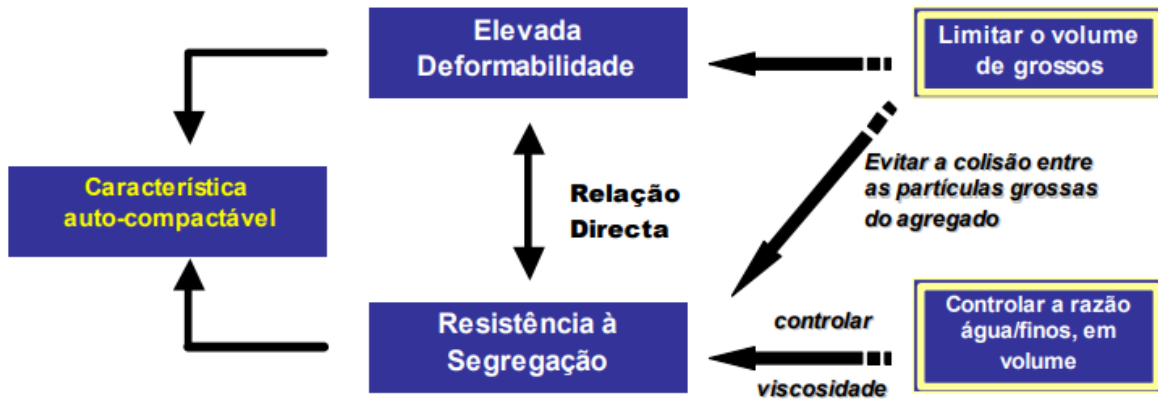 Elevada
Deformabilidade
Limitar o volume
de grossos
Evitar a colisão entre
as partículas grossas
do agregado
Característica
auto-compactável
Relação
Directa
Resistência à
Segregação
controlar
viscosidade
Controlar a razão
água/finos, em
volume